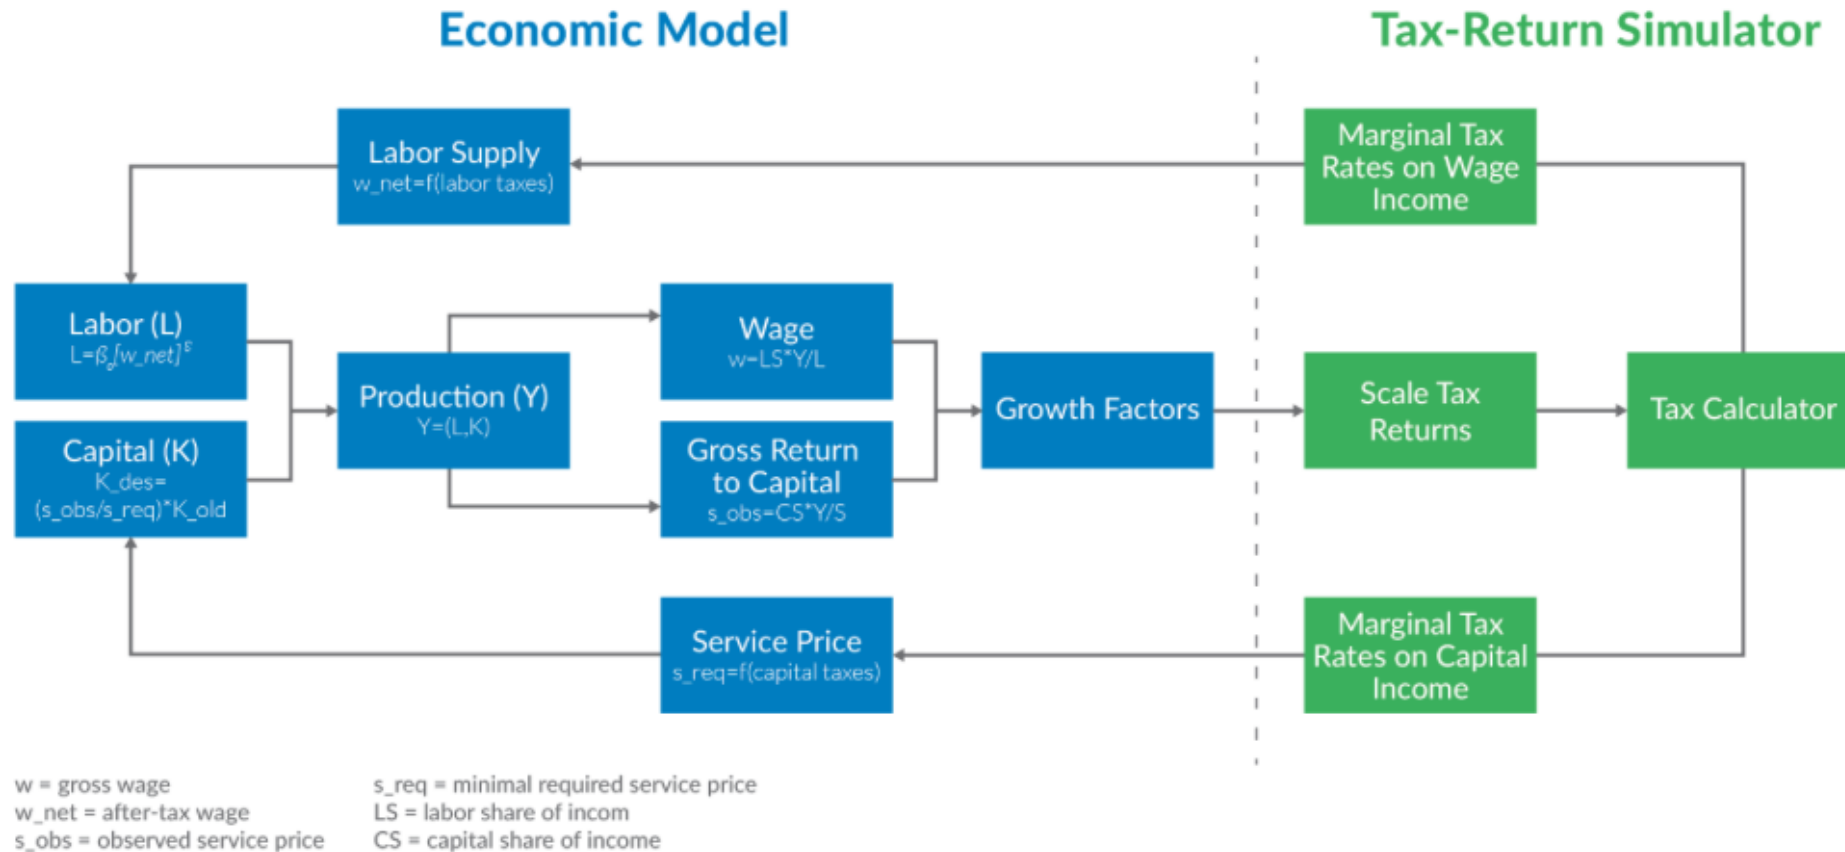 Economic Model
Tax-Return Simulator
Labor Supply
w_net=f(labor taxes)
Marginal Tax
Rates on Wage
Income
Labor (L)
L=β₀[w_net]ᵋ
Capital (K)
K_des=
(s_obs/s_req)*K_old
Production (Y)
Y=(L,K)
Wage
w=LS*Y/L
Gross Return
to Capital
s_obs=CS*Y/S
Growth Factors
Scale Tax
Returns
Tax Calculator
Service Price
s_req=f(capital taxes)
Marginal Tax
Rates on Capital
Income
w = gross wage
w_net = after-tax wage
s_obs = observed service price
s_req = minimal required service price
LS = labor share of incom
CS = capital share of income